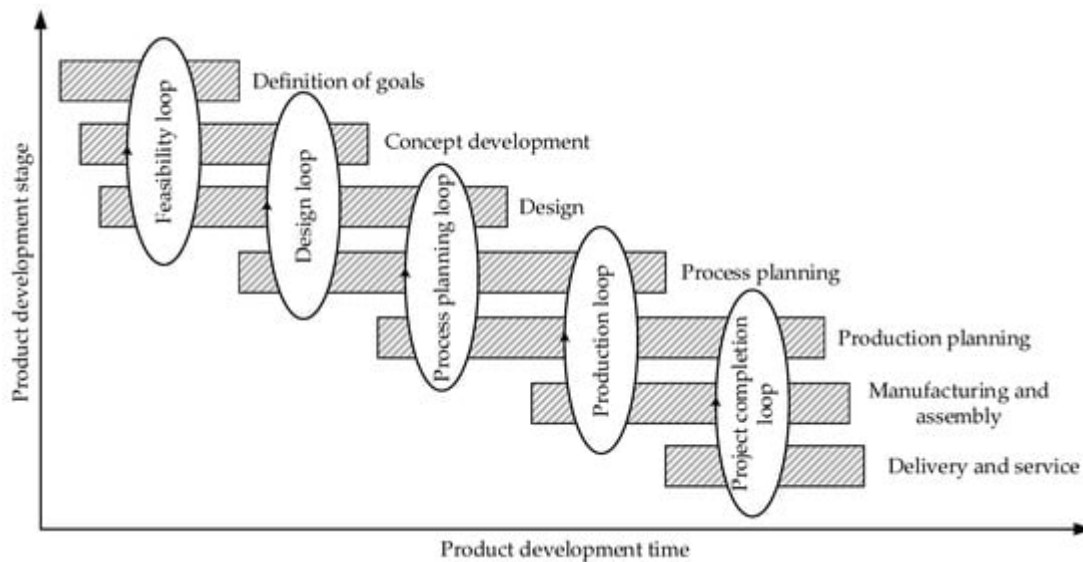 Product development stage
Feasibility loop
Definition of goals
Design loop
Concept development
Process planning loop
Design
Production loop
Process planning
Project completion
loop
Production planning
Manufacturing and
assembly
Delivery and service
Product development time